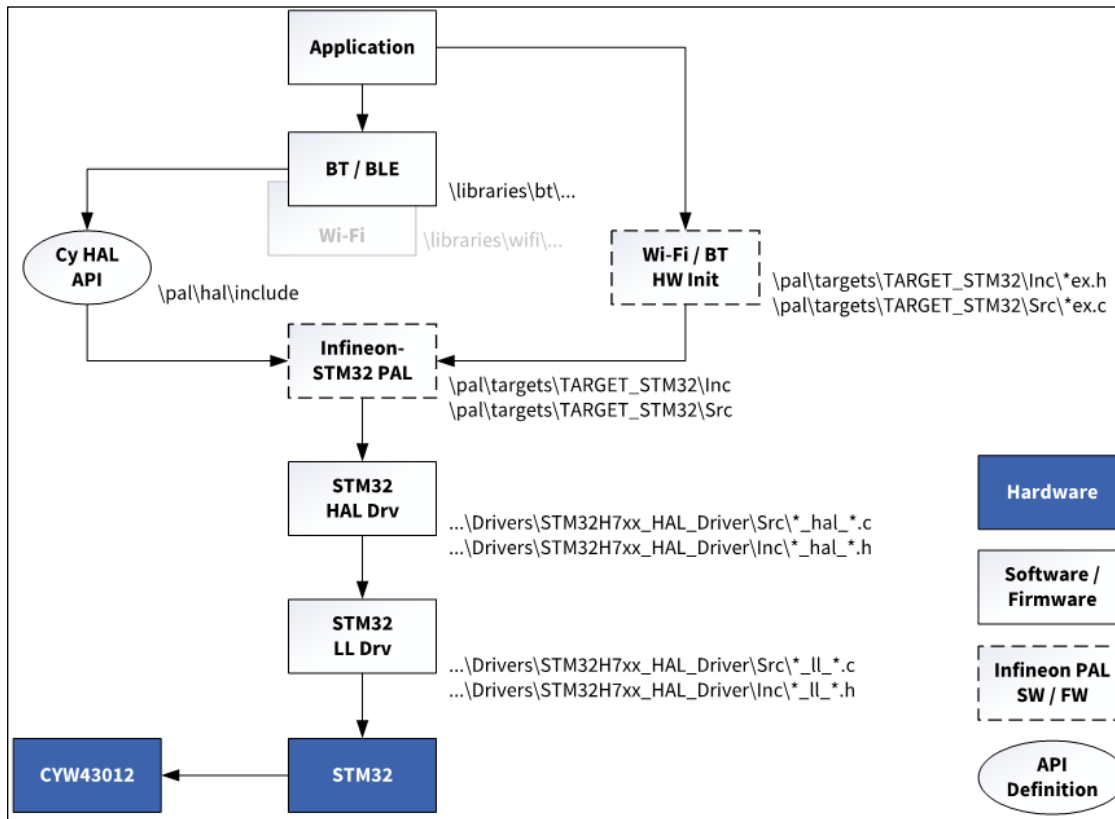 Application
BT / BLE
\libraries\bt\...
Wi-Fi
\libraries\wifi\...
Cy HAL
API
\pal\hal\include
Wi-Fi / BT
HW Init
\pal\targets\TARGET_STM32\Inc\*ex.h
\pal\targets\TARGET_STM32\Src\*ex.c
Infineon-
STM32 PAL
\pal\targets\TARGET_STM32\Inc
\pal\targets\TARGET_STM32\Src
STM32
HAL Drv
...\Drivers\STM32H7xx_HAL_Driver\Src\*_hal_*.c
...\Drivers\STM32H7xx_HAL_Driver\Inc\*_hal_*.h
STM32
LL Drv
...\Drivers\STM32H7xx_HAL_Driver\Src\*_ll_*.c
...\Drivers\STM32H7xx_HAL_Driver\Inc\*_ll_*.h
CYW43012
STM32
Hardware
Software /
Firmware
Infineon PAL
SW / FW
API
Definition